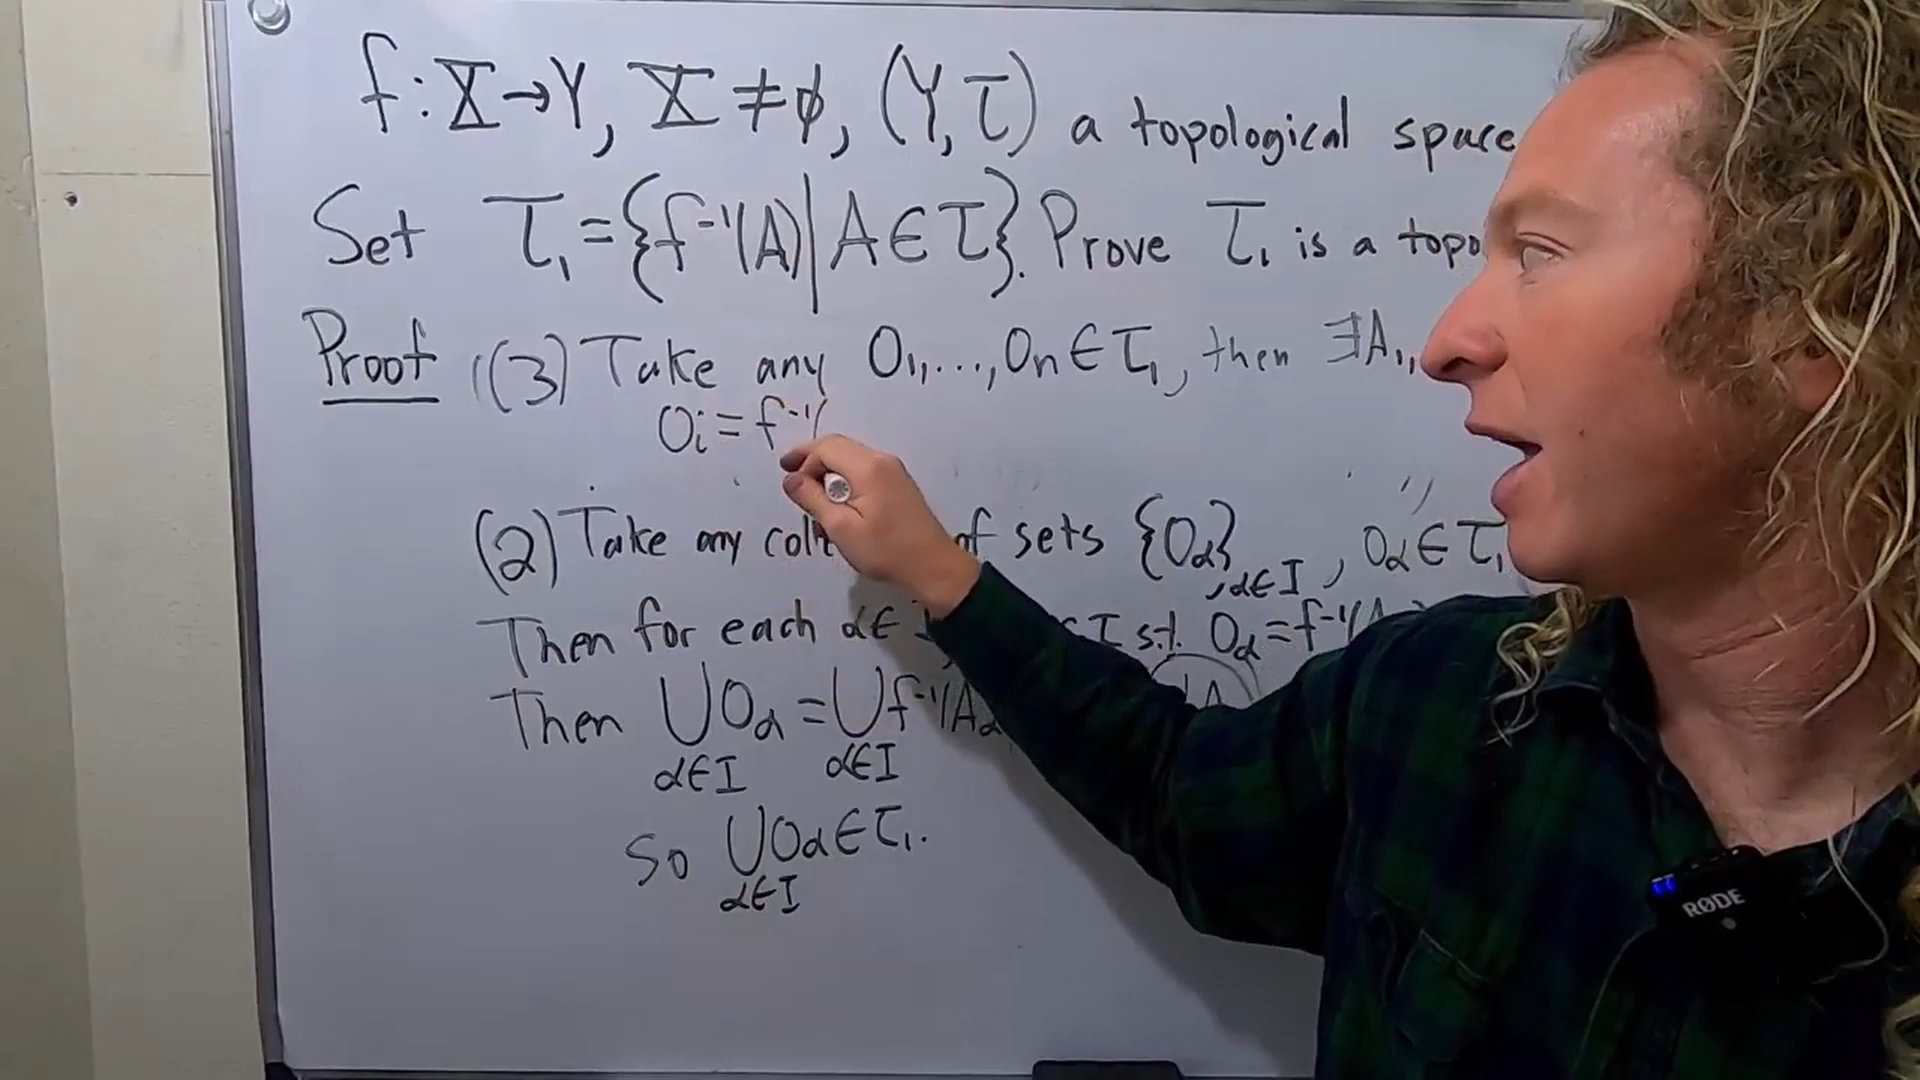 f: X → Y, X ≠ ∅, (Y, τ) a topological space
Set τ₁ = {f⁻¹(A) | A ∈ τ}. Prove τ₁ is a topo
Proof (3) Take any O₁, ..., Oₙ ∈ τ₁, then ∃A₁,
Oᵢ = f⁻¹(
(2) Take any of sets {O_α}_{α∈I}, O_α ∈ τ₁
Then for each α ∈ I s.t. O_α = f⁻¹(A
Then ⋃_{α∈I} O_α = ⋃_{α∈I} f⁻¹(A_α
So ⋃_{α∈I} O_α ∈ τ₁.
RØDE